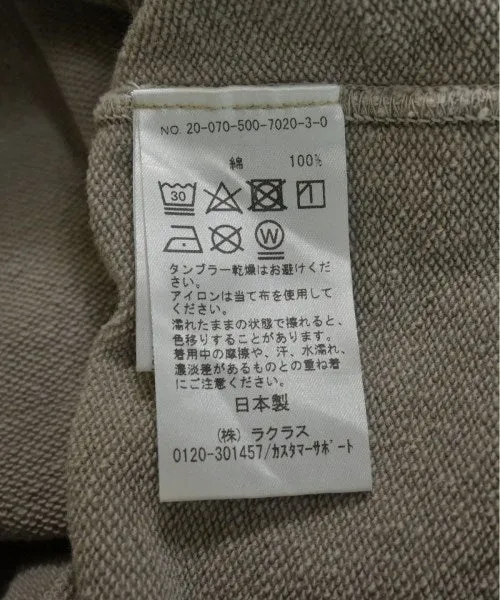 NO. 20-070-500-7020-3-0
綿 100%
30
W
タンブラー乾燥はお避けくだ
さい。
アイロンは当て布を使用して
ください。
濡れたままの状態で擦れると、
色移りすることがあります。
着用中の摩擦や、汗、水濡れ、
濃淡差があるものとの重ね着
にご注意ください。
日本製
(株) ラクラス
0120-301457/カスタマーサポート